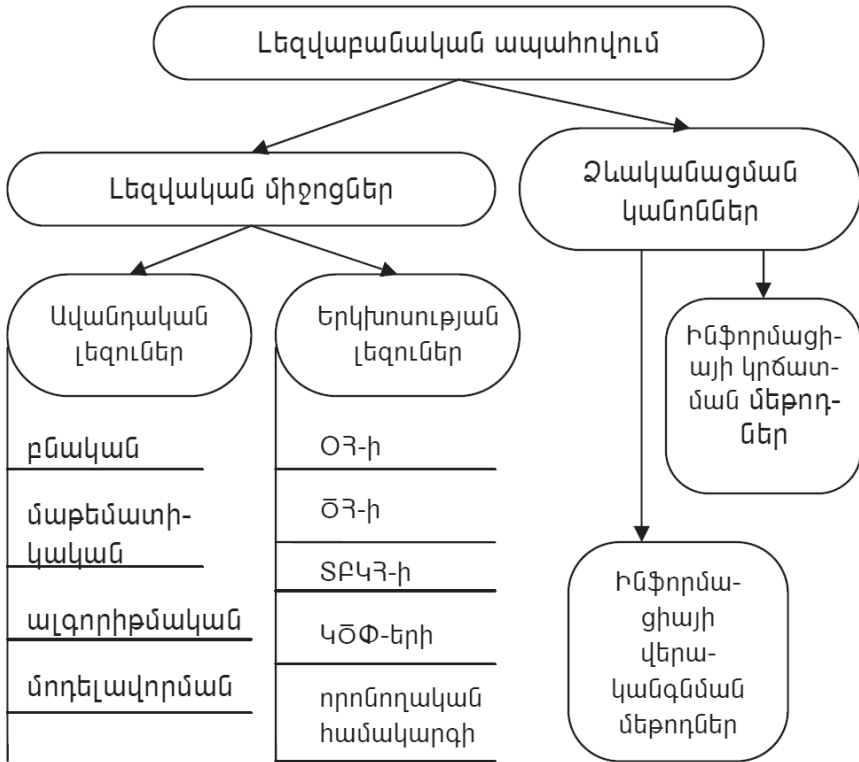 Լեզվաբանական ապահովում
Լեզվական միջոցներ
Ձևականացման
կանոններ
Ավանդական
լեզուներ
Երկխոսության
լեզուներ
Ինֆորմացի-
այի կրճատ-
ման մեթոդ-
ներ
բնական
մաթեմատի-
կական
ալգորիթմական
մոդելավորման
ՕՀ-ի
ԾՀ-ի
ՏԲԿՀ-ի
ԿԾՓ-երի
որոնողական
համակարգի
Ինֆորմա-
ցիայի
վերա-
կանգնման
մեթոդներ